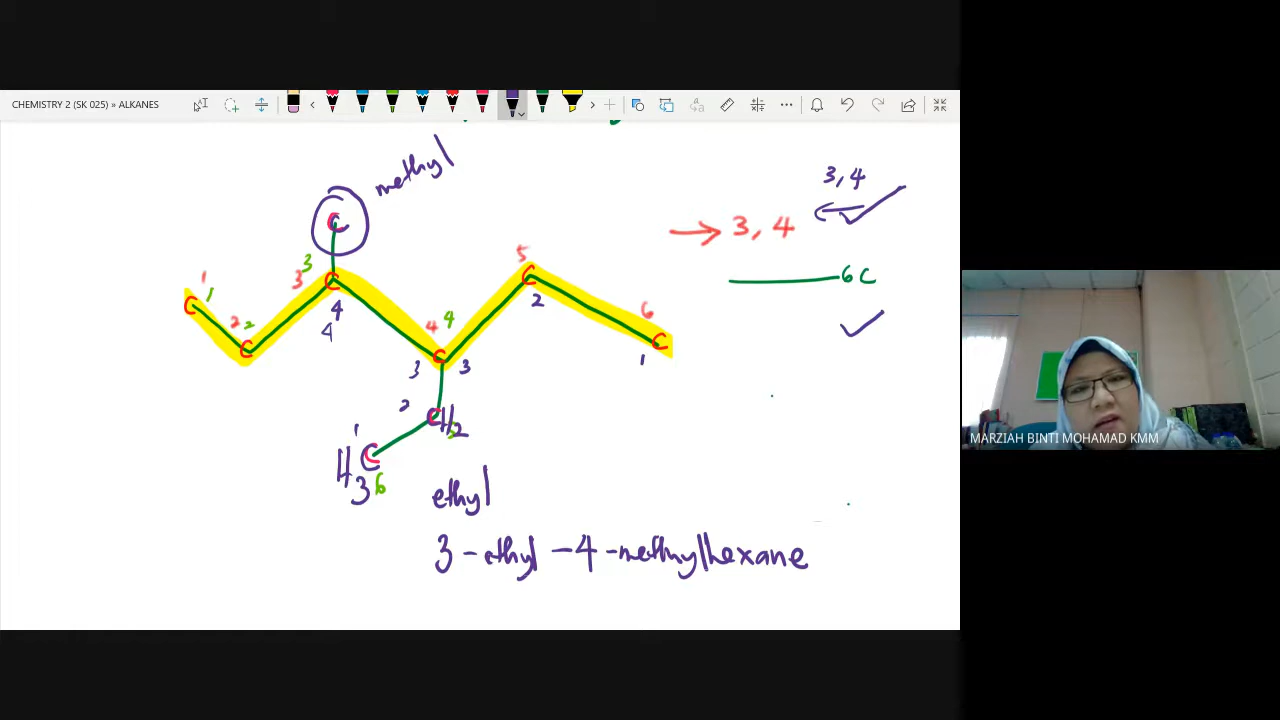 CHEMISTRY 2 (SK 025) » ALKANES
methyl
3, 4
→ 3, 4
6 C
C
1 1 C
2 2 C
3 3 C 4 4
4 4 C 3 3
5 C 2
6 C 1
2 CH2
1 H3C 6
ethyl
3-ethyl-4-methylhexane
MARZIAH BINTI MOHAMAD KMM